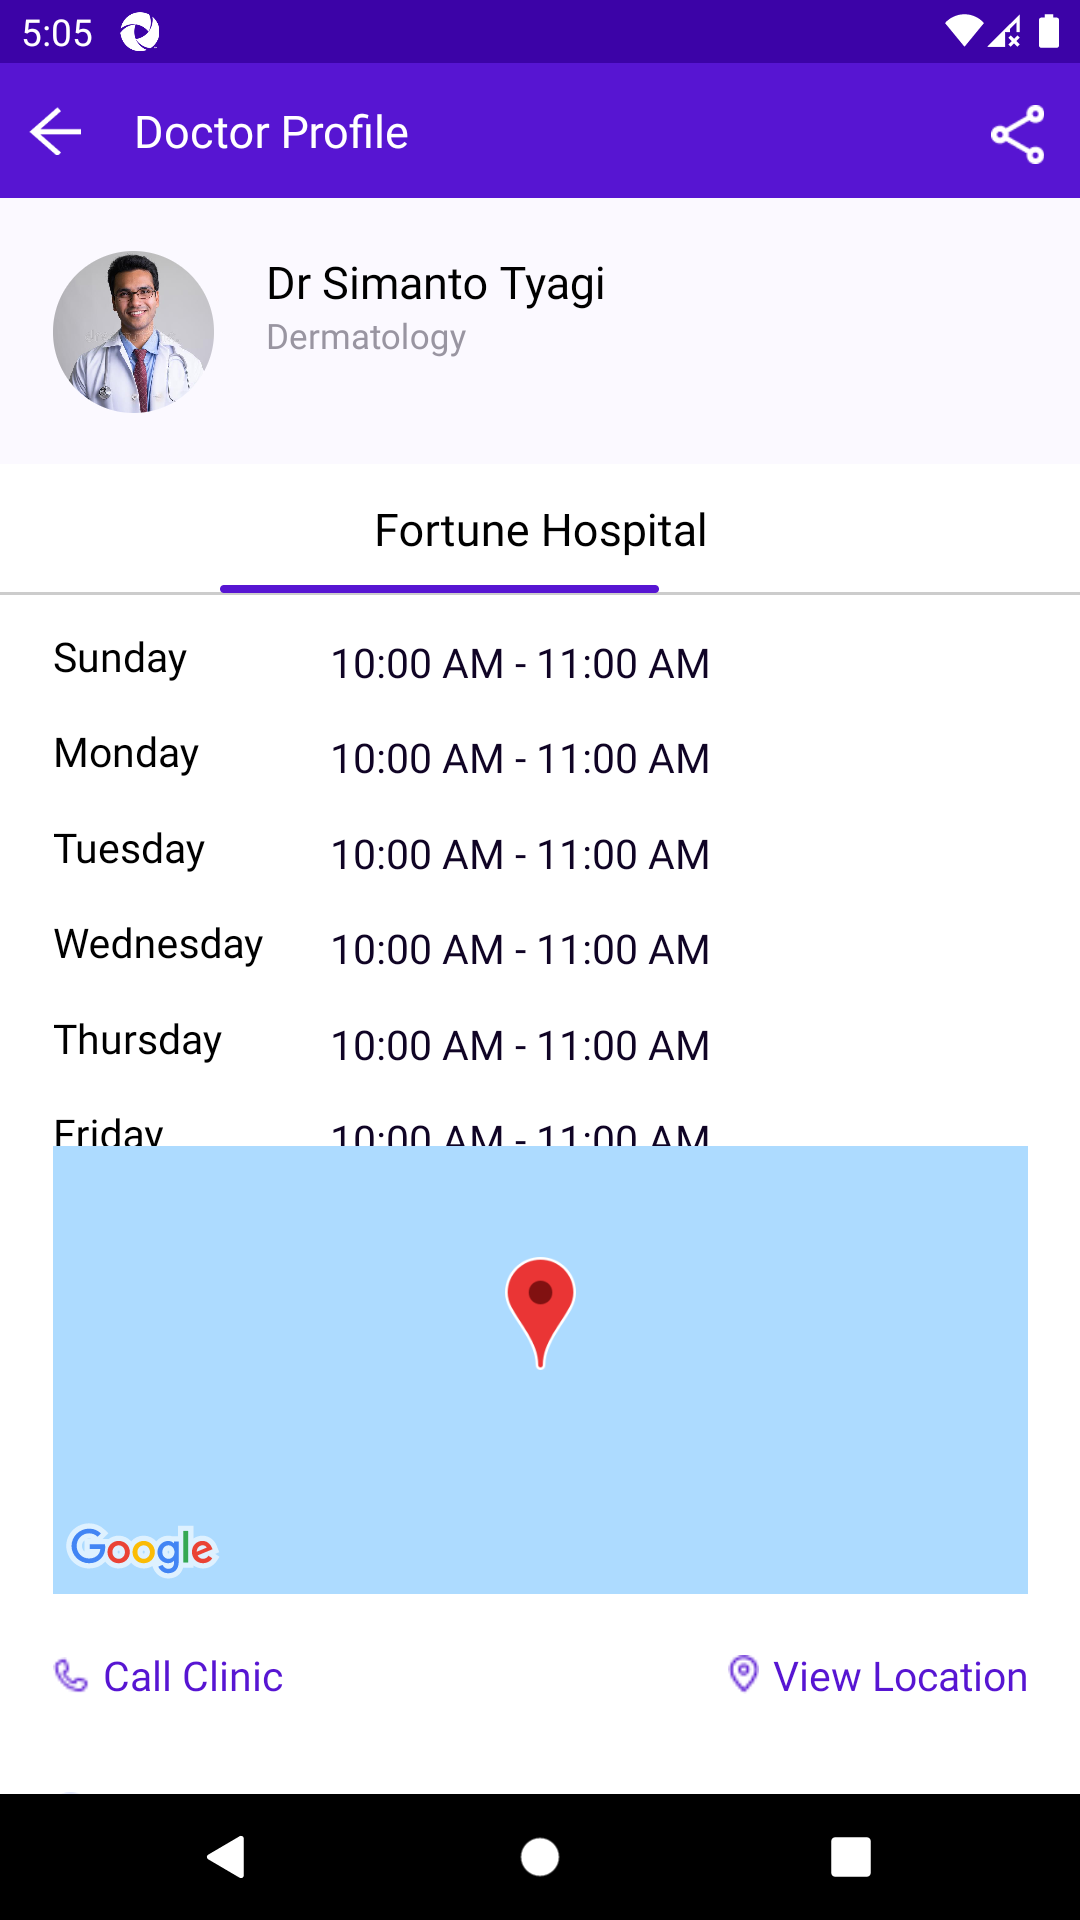 5:05
Doctor Profile
Dr Simanto Tyagi
Dermatology
Fortune Hospital
Sunday 10:00 AM - 11:00 AM
Monday 10:00 AM - 11:00 AM
Tuesday 10:00 AM - 11:00 AM
Wednesday 10:00 AM - 11:00 AM
Thursday 10:00 AM - 11:00 AM
Friday 10:00 AM - 11:00 AM
Google
Call Clinic View Location